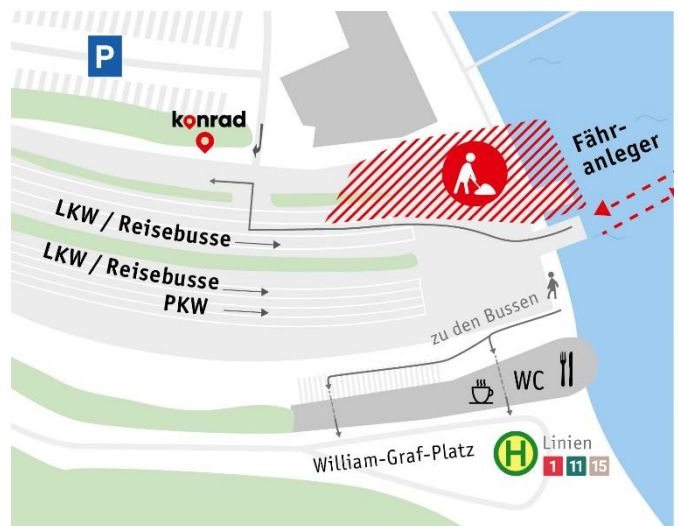 P
konrad
Fähr-
anleger
LKW / Reisebusse
LKW / Reisebusse
PKW
zu den Bussen
WC
William-Graf-Platz
H
Linien
1 11 15